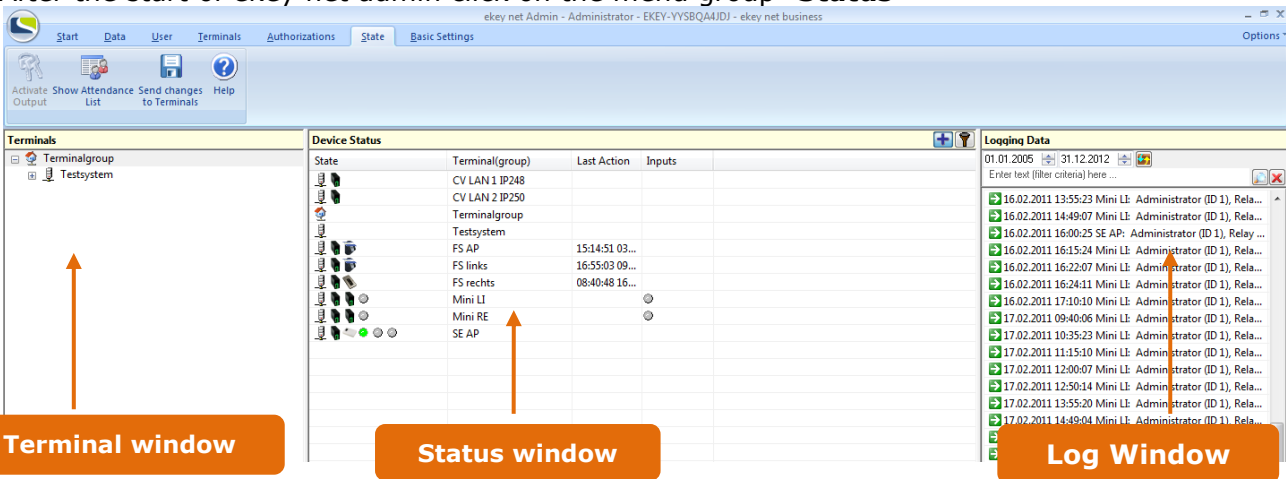 After the start of ekey net admin click on the menu group "Status"
ekey net Admin - Administrator - EKEY-YYSBQA4JDJ - ekey net business
Start Data User Terminals Authorizations State Basic Settings Options
Activate Output
Show Attendance List
Send changes to Terminals
Help
Terminals
Terminalgroup
Testsystem
Device Status
State Terminal(group) Last Action Inputs
CV LAN 1 IP248
CV LAN 2 IP250
Terminalgroup
Testsystem
FS AP 15:14:51 03...
FS links 16:55:03 09...
FS rechts 08:40:48 16...
Mini LI
Mini RE
SE AP
Logging Data
01.01.2005 31.12.2012
Enter text (filter criteria) here ...
16.02.2011 13:55:23 Mini LI: Administrator (ID 1), Rela...
16.02.2011 14:49:07 Mini LI: Administrator (ID 1), Rela...
16.02.2011 16:00:25 SE AP: Administrator (ID 1), Relay ...
16.02.2011 16:15:24 Mini LI: Administrator (ID 1), Rela...
16.02.2011 16:22:07 Mini LI: Administrator (ID 1), Rela...
16.02.2011 16:24:11 Mini LI: Administrator (ID 1), Rela...
16.02.2011 17:10:10 Mini LI: Administrator (ID 1), Rela...
17.02.2011 09:40:06 Mini LI: Administrator (ID 1), Rela...
17.02.2011 10:35:23 Mini LI: Administrator (ID 1), Rela...
17.02.2011 11:15:10 Mini LI: Administrator (ID 1), Rela...
17.02.2011 12:00:07 Mini LI: Administrator (ID 1), Rela...
17.02.2011 12:50:14 Mini LI: Administrator (ID 1), Rela...
17.02.2011 13:55:20 Mini LI: Administrator (ID 1), Rela...
17.02.2011 14:49:04 Mini LI: Administrator (ID 1), Rela...
Terminal window
Status window
Log Window